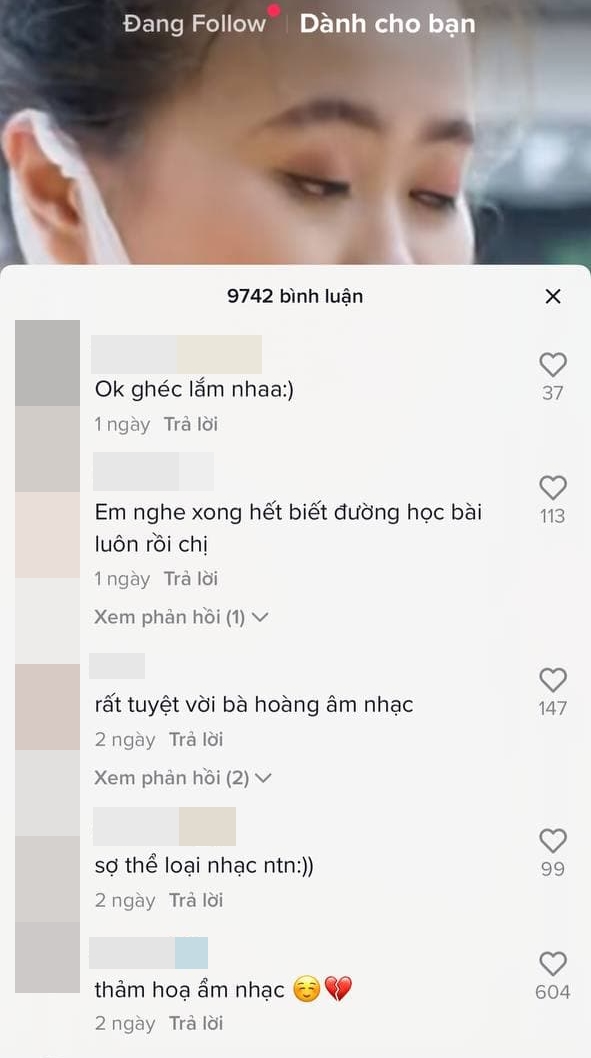 Đang Follow Dành cho bạn
9742 bình luận
Ok ghéc lắm nhaa:)
37
1 ngày Trả lời
Em nghe xong hết biết đường học bài
luôn rồi chị
113
1 ngày Trả lời
Xem phản hồi (1)
rất tuyệt vời bà hoàng âm nhạc
147
2 ngày Trả lời
Xem phản hồi (2)
sợ thể loại nhạc ntn:))
99
2 ngày Trả lời
thảm hoạ ẩm nhạc ☺️💔
604
2 ngày Trả lời